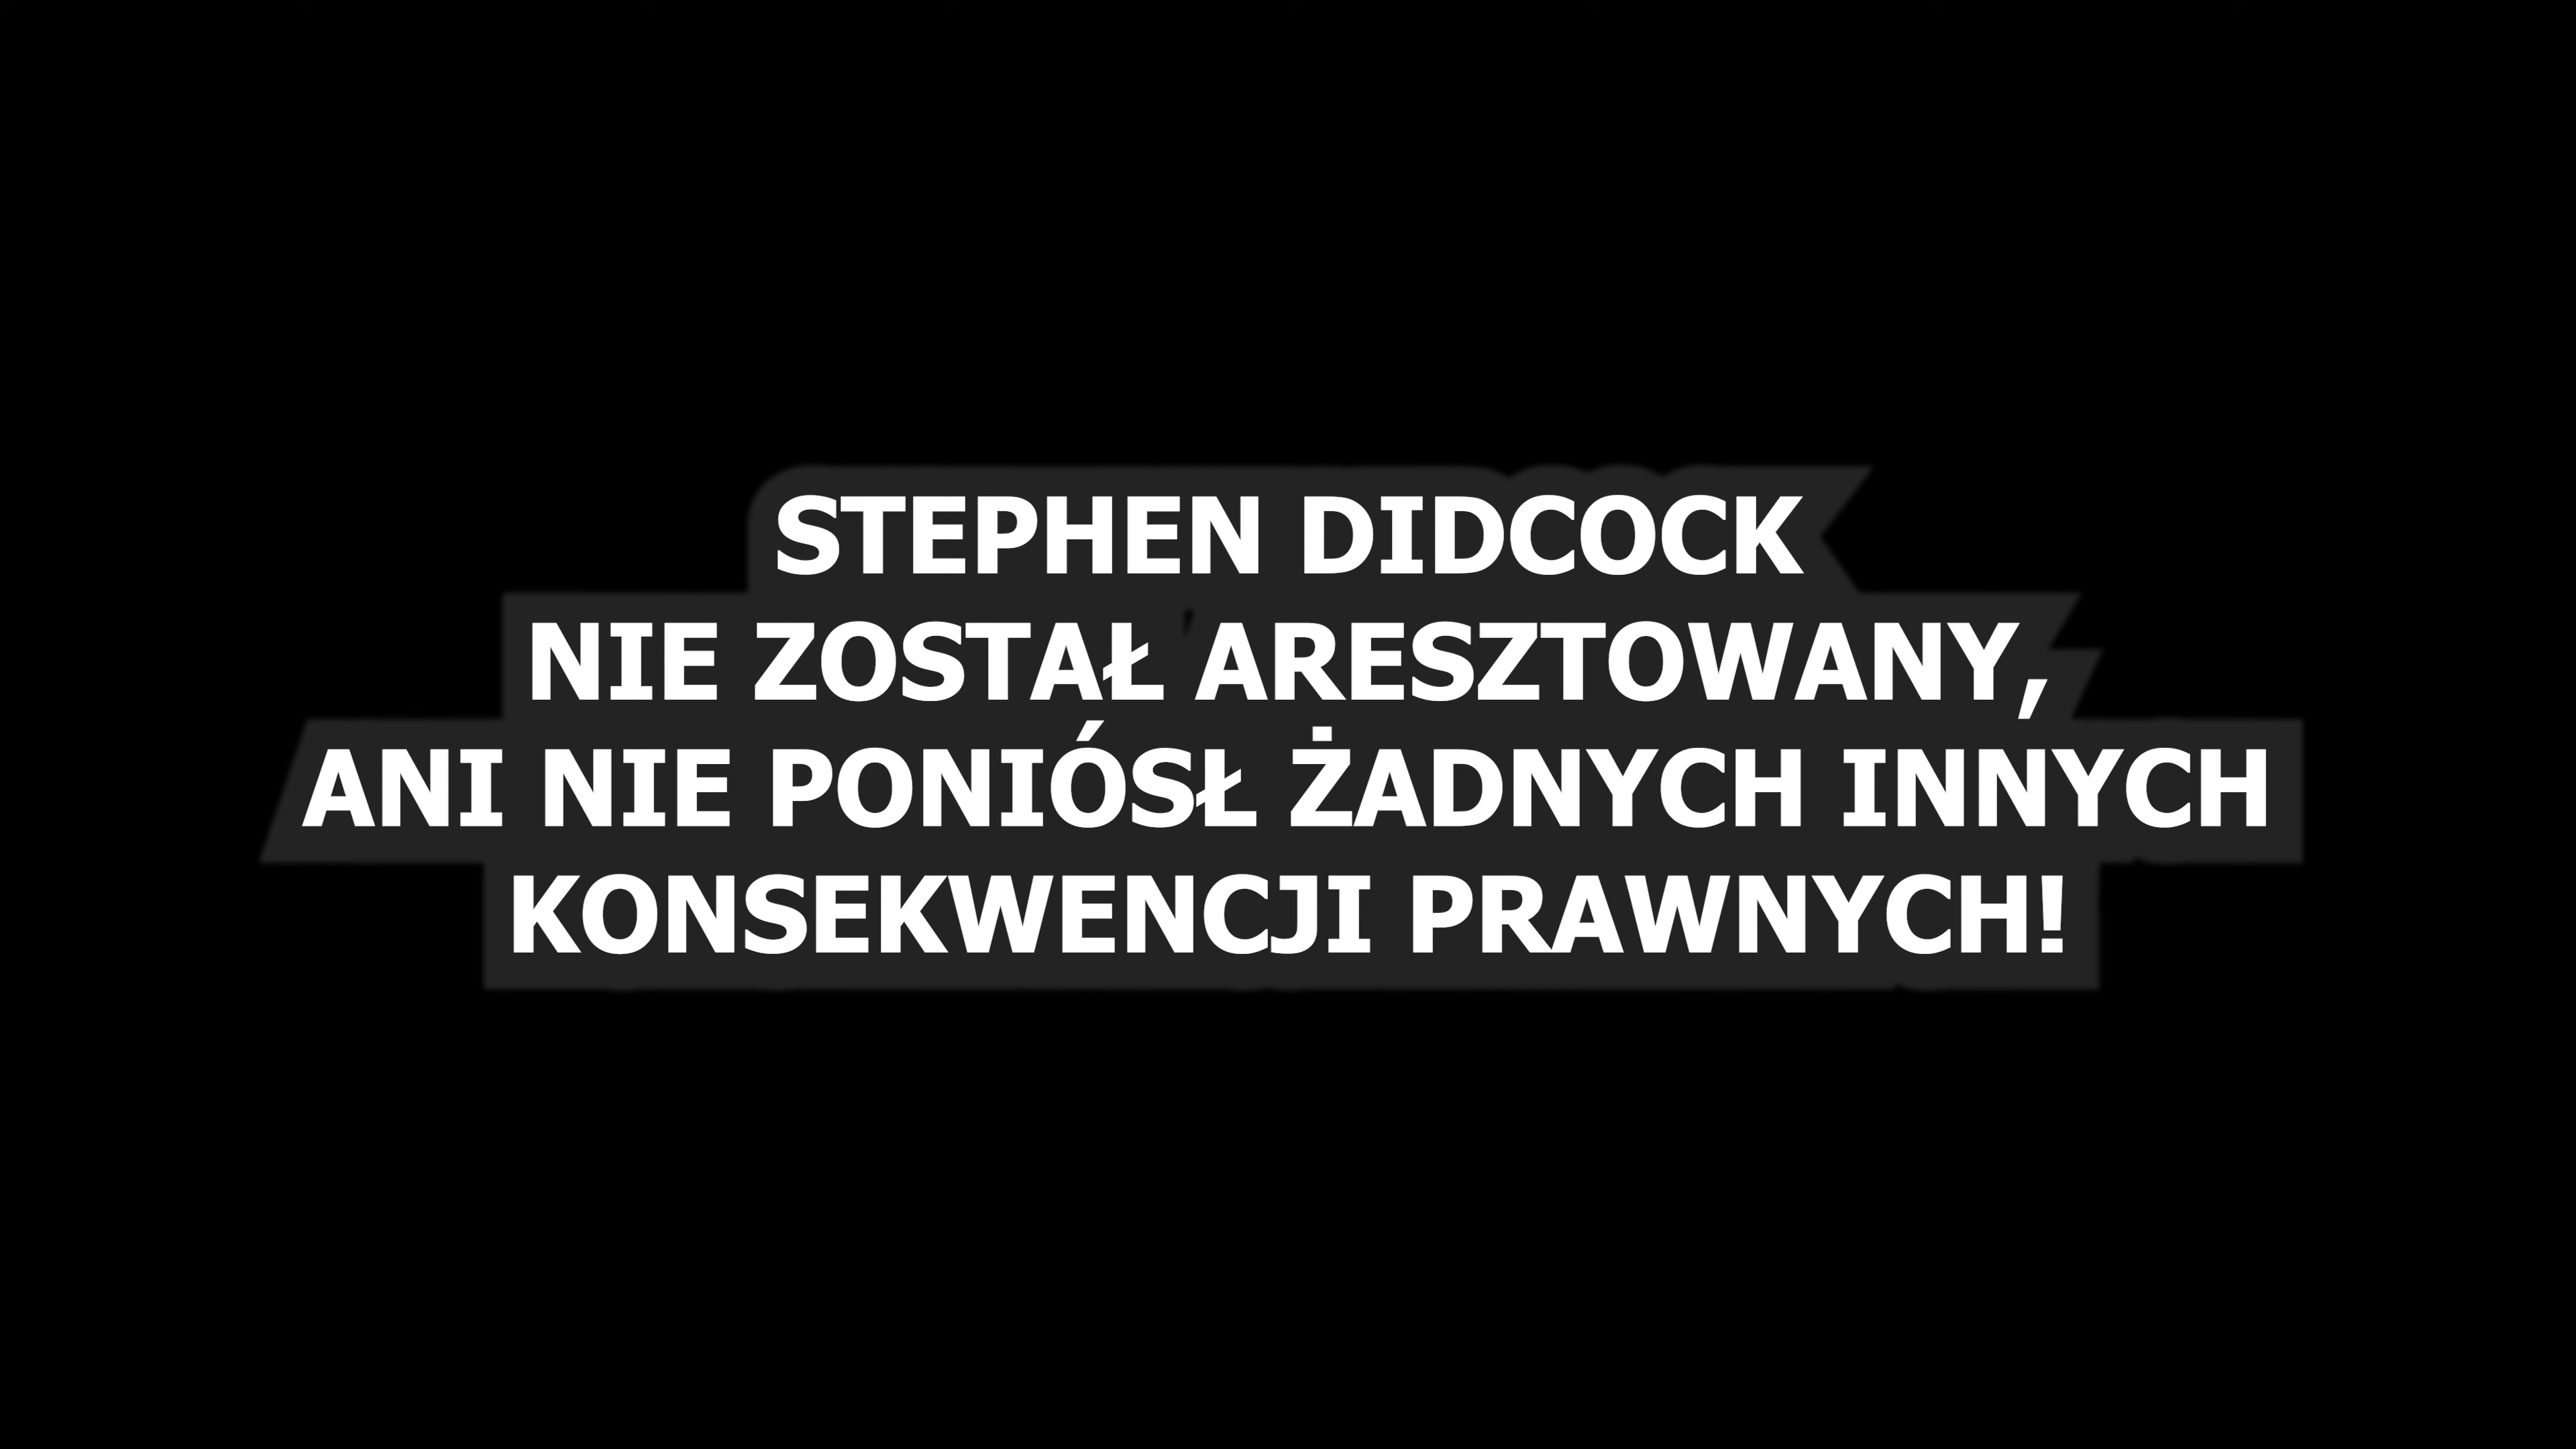 STEPHEN DIDCOCK
NIE ZOSTAŁ ARESZTOWANY,
ANI NIE PONIÓSŁ ŻADNYCH INNYCH
KONSEKWENCJI PRAWNYCH!